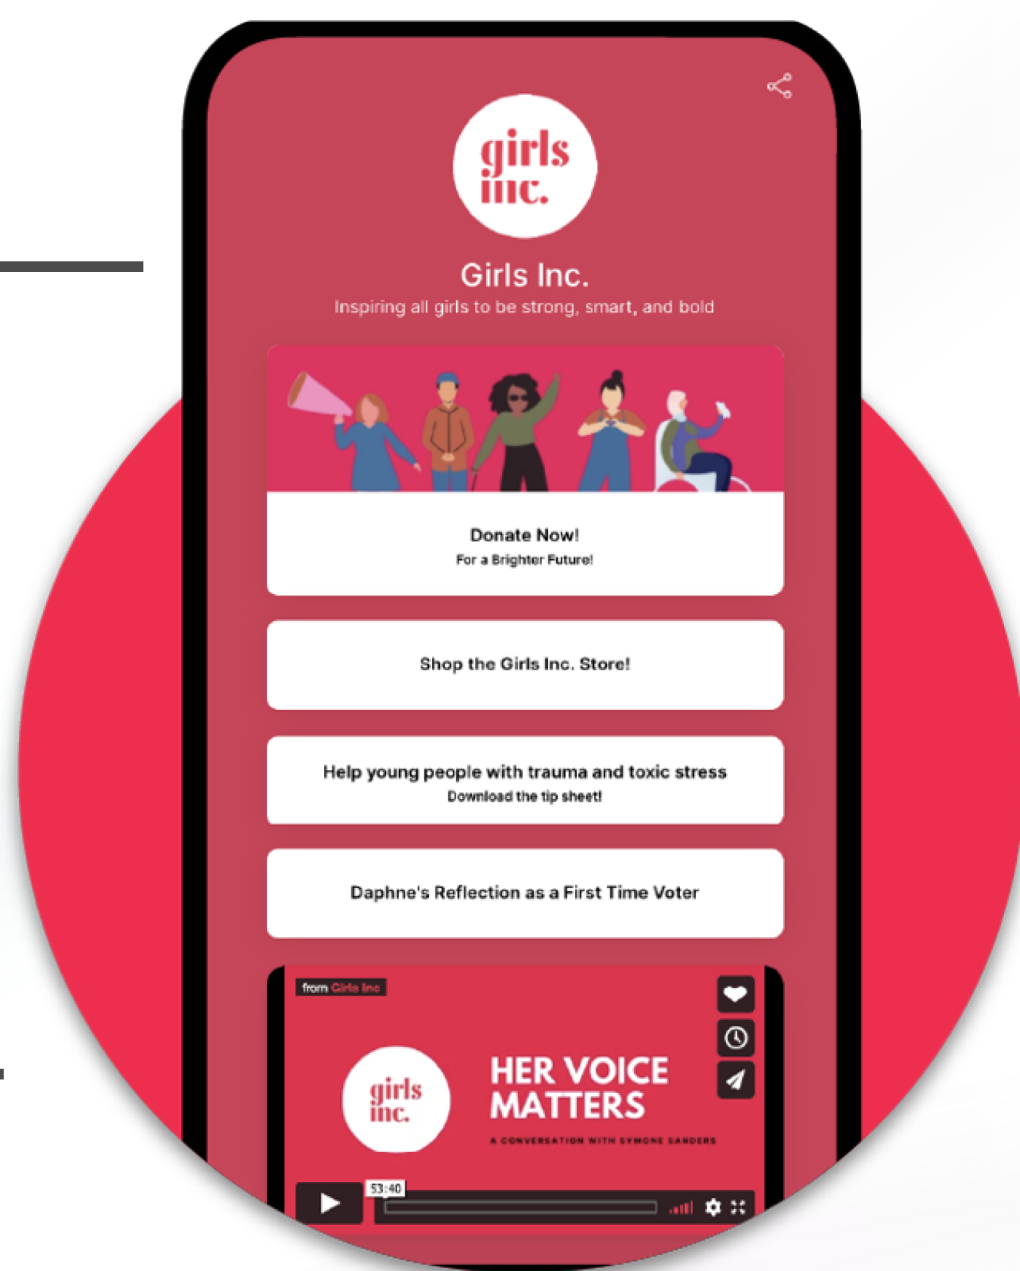 girls
inc.
Girls Inc.
Inspiring all girls to be strong, smart, and bold
Donate Now!
For a Brighter Future!
Shop the Girls Inc. Store!
Help young people with trauma and toxic stress
Download the tip sheet!
Daphne's Reflection as a First Time Voter
from Girls Inc
girls
inc.
HER VOICE
MATTERS
A CONVERSATION WITH SYMONE SANDERS
53:40